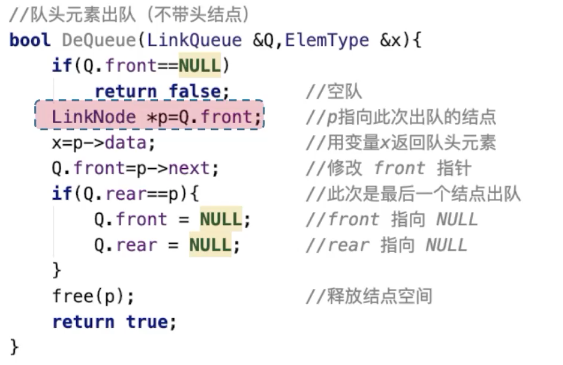 //队头元素出队（不带头结点）
bool DeQueue(LinkQueue &Q,ElemType &x){
    if(Q.front==NULL)
        return false;        //空队
    LinkNode *p=Q.front;     //p指向此次出队的结点
    x=p->data;               //用变量x返回队头元素
    Q.front=p->next;         //修改 front 指针
    if(Q.rear==p){           //此次是最后一个结点出队
        Q.front = NULL;      //front 指向 NULL
        Q.rear = NULL;       //rear 指向 NULL
    }
    free(p);                 //释放结点空间
    return true;
}